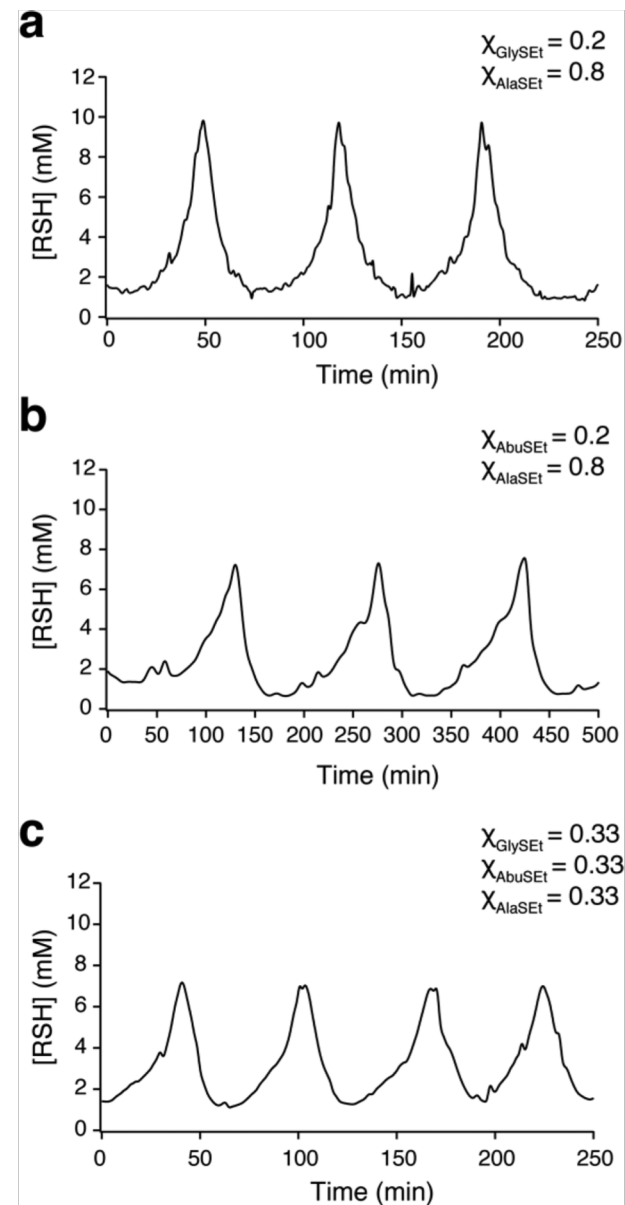 a
χGlySEt = 0.2
χAlaSEt = 0.8
12
10
8
6
4
2
0
[RSH] (mM)
0 50 100 150 200 250
Time (min)
b
χAbuSEt = 0.2
χAlaSEt = 0.8
12
10
8
6
4
2
0
[RSH] (mM)
0 50 100 150 200 250 300 350 400 450 500
Time (min)
c
χGlySEt = 0.33
χAbuSEt = 0.33
χAlaSEt = 0.33
12
10
8
6
4
2
0
[RSH] (mM)
0 50 100 150 200 250
Time (min)